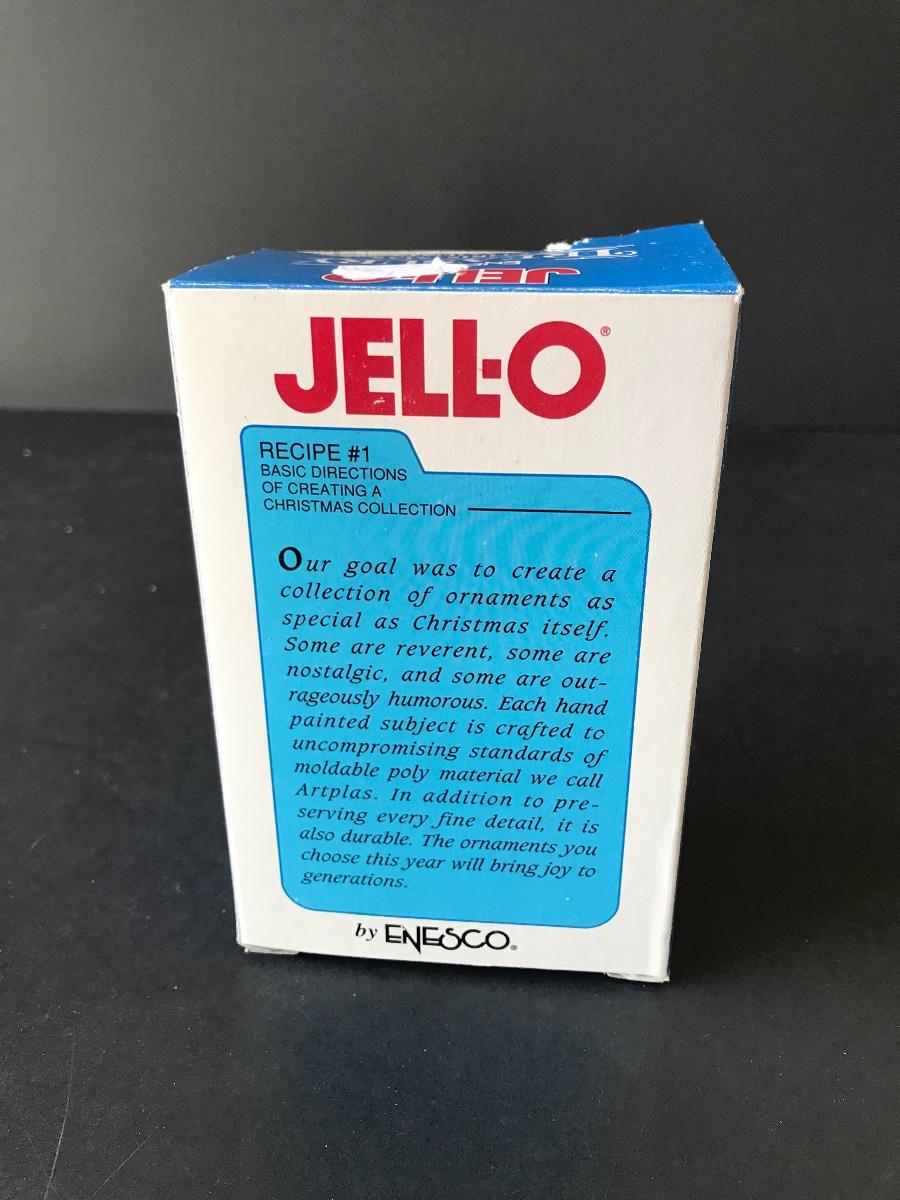 JELL-O
JELL-O®
RECIPE #1
BASIC DIRECTIONS
OF CREATING A
CHRISTMAS COLLECTION
Our goal was to create a
collection of ornaments as
special as Christmas itself.
Some are reverent, some are
nostalgic, and some are out-
rageously humorous. Each hand
painted subject is crafted to
uncompromising standards of
moldable poly material we call
Artplas. In addition to pre-
serving every fine detail, it is
also durable. The ornaments you
choose this year will bring joy to
generations.
by ENESCO®